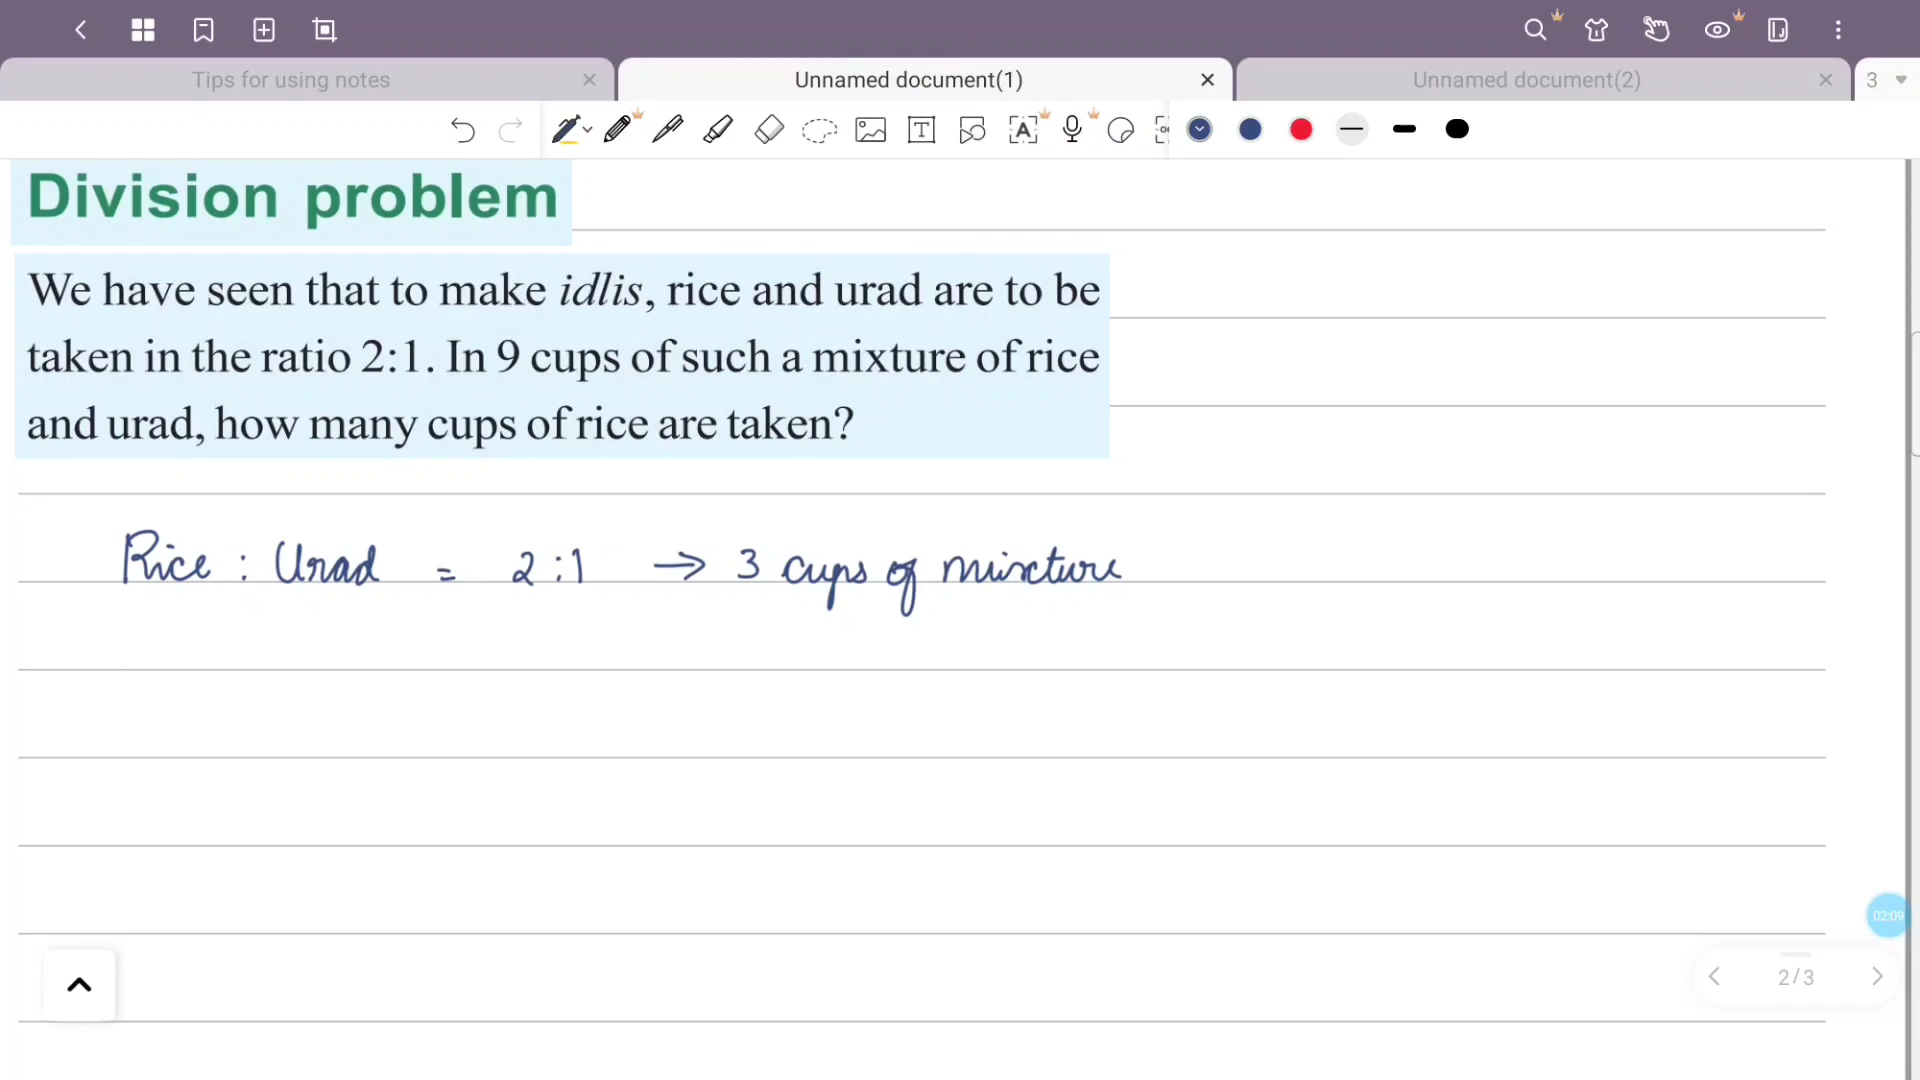 Tips for using notes
Unnamed document(1)
Unnamed document(2)
3
Division problem
We have seen that to make idlis, rice and urad are to be
taken in the ratio 2:1. In 9 cups of such a mixture of rice
and urad, how many cups of rice are taken?
Rice : Urad = 2:1 → 3 cups of mixture
02:09
2/3